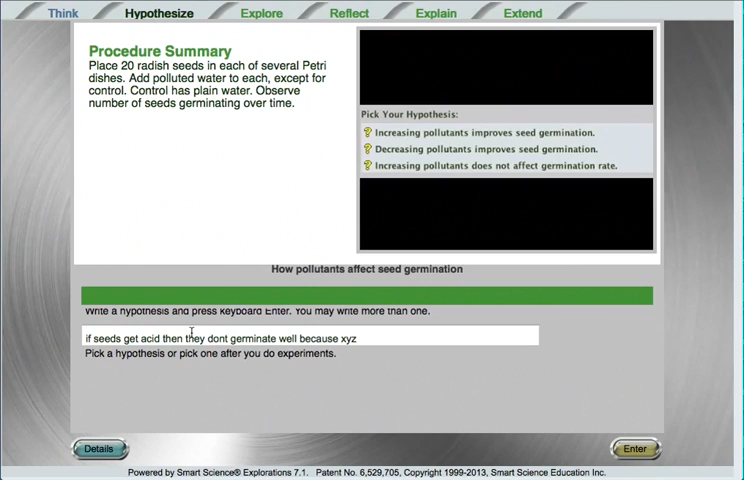 Think Hypothesize Explore Reflect Explain Extend
Procedure Summary
Place 20 radish seeds in each of several Petri
dishes. Add polluted water to each, except for
control. Control has plain water. Observe
number of seeds germinating over time.
Pick Your Hypothesis:
? Increasing pollutants improves seed germination.
? Decreasing pollutants improves seed germination.
? Increasing pollutants does not affect germination rate.
How pollutants affect seed germination
Write a hypothesis and press keyboard Enter. You may write more than one.
if seeds get acid then they dont germinate well because xyz
Pick a hypothesis or pick one after you do experiments.
Details Enter
Powered by Smart Science® Explorations 7.1. Patent No. 6,529,705, Copyright 1999-2013, Smart Science Education Inc.